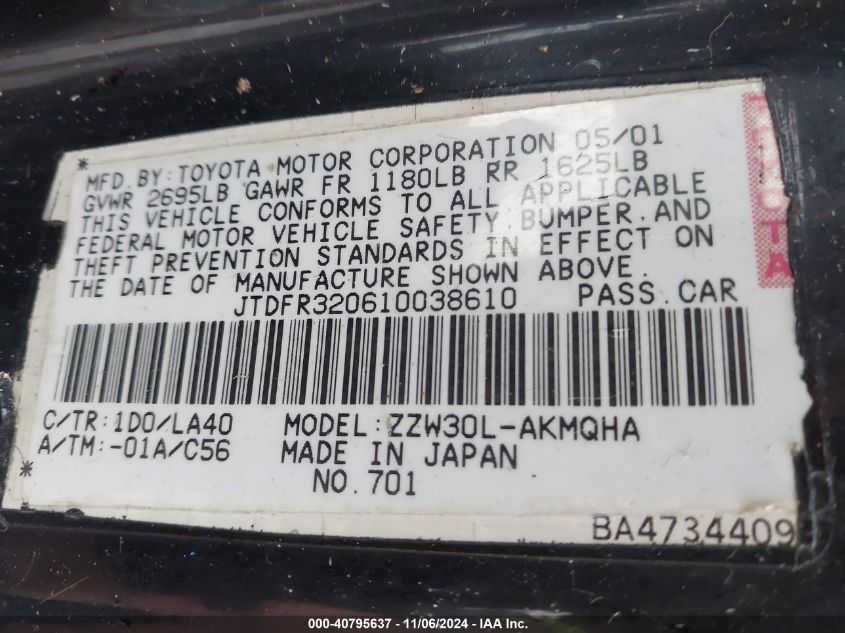 * MFD. BY: TOYOTA MOTOR CORPORATION 05/01
GVWR 2695LB GAWR FR 1180LB RR 1625LB
THIS VEHICLE CONFORMS TO ALL APPLICABLE
FEDERAL MOTOR VEHICLE SAFETY, BUMPER, AND
THEFT PREVENTION STANDARDS IN EFFECT ON
THE DATE OF MANUFACTURE SHOWN ABOVE.
JTDFR320610038610 PASS. CAR
C/TR: 1D0/LA40 MODEL: ZZW30L-AKMQHA
A/TM: -01A/C56 MADE IN JAPAN
* NO. 701
BA4734409
TA
000-40795637 - 11/06/2024 - IAA Inc.